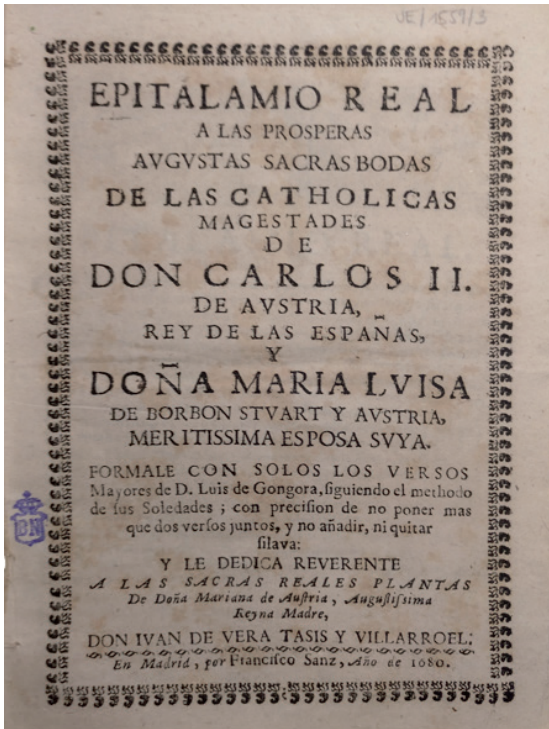 VE/1559/3
EPITALAMIO REAL
A LAS PROSPERAS
AVGVSTAS SACRAS BODAS
DE LAS CATHOLICAS
MAGESTADES
DE
DON CARLOS II.
DE AVSTRIA,
REY DE LAS ESPAÑAS,
Y
DOÑA MARIA LVISA
DE BORBON STVART Y AVSTRIA,
MERITISSIMA ESPOSA SVYA.
FORMALE CON SOLOS LOS VERSOS
Mayores de D. Luis de Gongora, ſiguiendo el methodo
de ſus Soledades ; con preciſion de no poner mas
que dos verſos juntos, y no añadir, ni quitar
ſilava:
Y LE DEDICA REVERENTE
A LAS SACRAS REALES PLANTAS
De Doña Mariana de Auſtria, Auguſtiſsima
Reyna Madre,
DON IVAN DE VERA TASIS Y VILLARROEL;
En Madrid, por Franciſco Sanz, Año de 1680.
BN